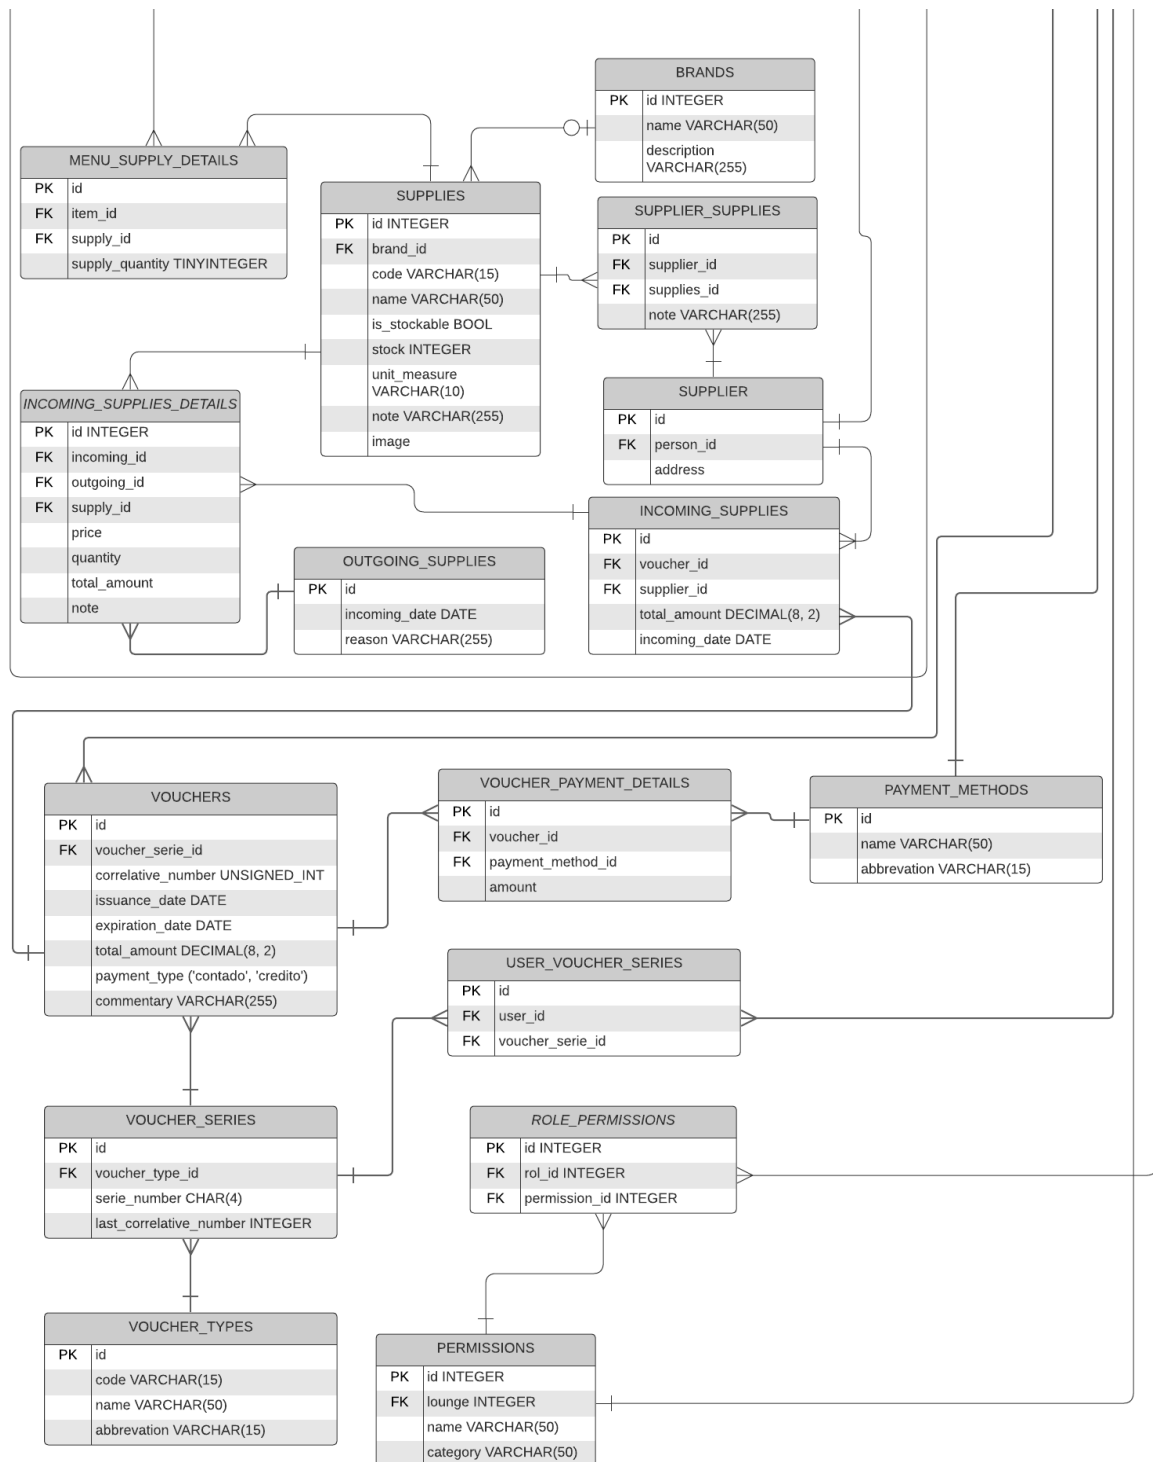 BRANDS
PK id INTEGER
name VARCHAR(50)
description
VARCHAR(255)
MENU_SUPPLY_DETAILS
PK id
FK item_id
FK supply_id
supply_quantity TINYINTEGER
SUPPLIES
PK id INTEGER
FK brand_id
code VARCHAR(15)
name VARCHAR(50)
is_stockable BOOL
stock INTEGER
unit_measure
VARCHAR(10)
note VARCHAR(255)
image
SUPPLIER_SUPPLIES
PK id
FK supplier_id
FK supplies_id
note VARCHAR(255)
SUPPLIER
PK id
FK person_id
address
INCOMING_SUPPLIES_DETAILS
PK id INTEGER
FK incoming_id
FK outgoing_id
FK supply_id
price
quantity
total_amount
note
OUTGOING_SUPPLIES
PK id
incoming_date DATE
reason VARCHAR(255)
INCOMING_SUPPLIES
PK id
FK voucher_id
FK supplier_id
total_amount DECIMAL(8, 2)
incoming_date DATE
VOUCHERS
PK id
FK voucher_serie_id
correlative_number UNSIGNED_INT
issuance_date DATE
expiration_date DATE
total_amount DECIMAL(8, 2)
payment_type ('contado', 'credito')
commentary VARCHAR(255)
VOUCHER_PAYMENT_DETAILS
PK id
FK voucher_id
FK payment_method_id
amount
PAYMENT_METHODS
PK id
name VARCHAR(50)
abbrevation VARCHAR(15)
USER_VOUCHER_SERIES
PK id
FK user_id
FK voucher_serie_id
VOUCHER_SERIES
PK id
FK voucher_type_id
serie_number CHAR(4)
last_correlative_number INTEGER
ROLE_PERMISSIONS
PK id INTEGER
FK rol_id INTEGER
FK permission_id INTEGER
VOUCHER_TYPES
PK id
code VARCHAR(15)
name VARCHAR(50)
abbrevation VARCHAR(15)
PERMISSIONS
PK id INTEGER
FK lounge INTEGER
name VARCHAR(50)
category VARCHAR(50)